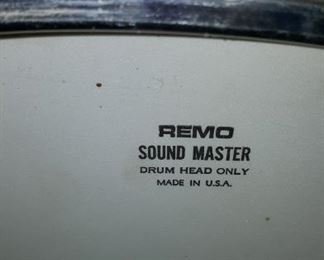 REMO
SOUND MASTER
DRUM HEAD ONLY
MADE IN U.S.A.